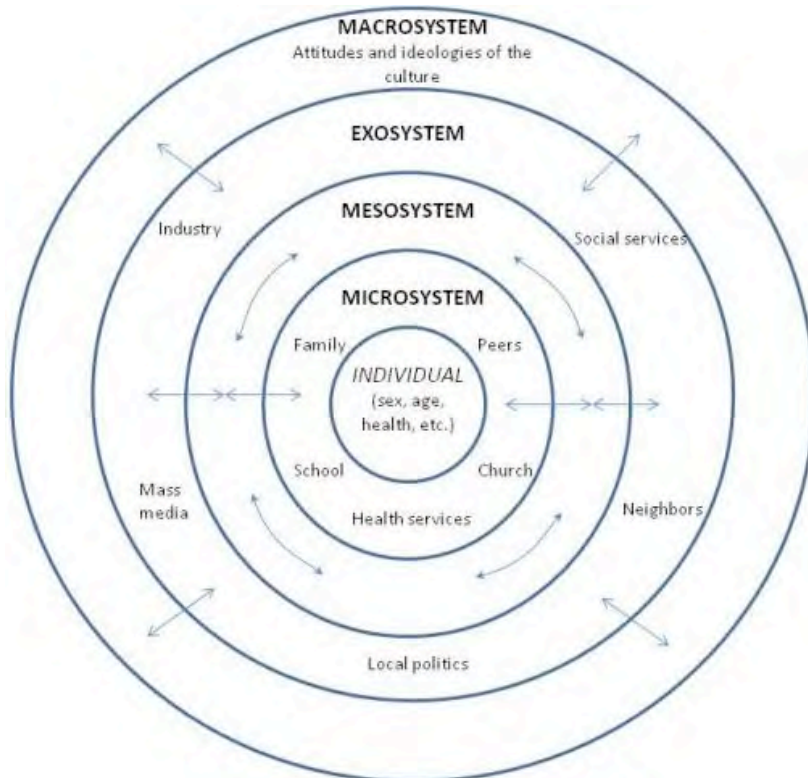 MACROSYSTEM
Attitudes and ideologies of the
culture
EXOSYSTEM
MESOSYSTEM
Industry
Social services
MICROSYSTEM
Family
Peers
INDIVIDUAL
(sex, age,
health, etc.)
School
Church
Mass
media
Health services
Neighbors
Local politics